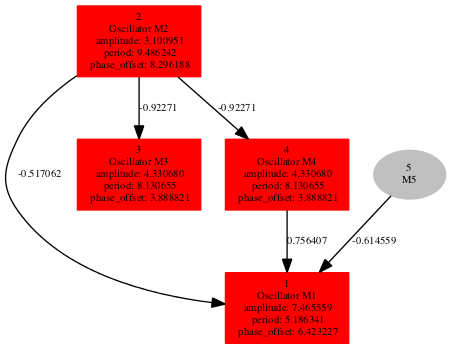 2
Oscillator M2
amplitude: 3.100951
period: 9.486242
phase_offset: 8.296188
-0.92271
-0.92271
3
Oscillator M3
amplitude: 4.330680
period: 8.130655
phase_offset: 3.888821
4
Oscillator M4
amplitude: 4.330680
period: 8.130655
phase_offset: 3.888821
5
M5
-0.517062
0.756407
-0.614559
1
Oscillator M1
amplitude: 7.465559
period: 5.186341
phase_offset: 6.423227